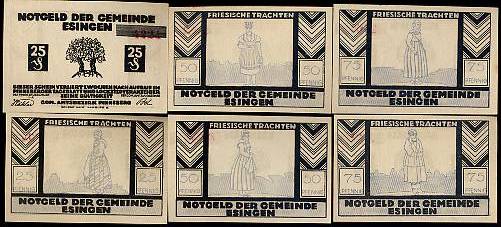 NOTGELD DER GEMEINDE
ESINGEN
25
25
FRIESISCHE TRACHTEN
50
PFENNIG
50
PFENNIG
NOTGELD DER GEMEINDE
ESINGEN
FRIESISCHE TRACHTEN
75
PFENNIG
75
PFENNIG
NOTGELD DER GEMEINDE
ESINGEN
FRIESISCHE TRACHTEN
25
PFENNIG
25
PFENNIG
NOTGELD DER GEMEINDE
ESINGEN
FRIESISCHE TRACHTEN
50
PFENNIG
50
PFENNIG
NOTGELD DER GEMEINDE
ESINGEN
FRIESISCHE TRACHTEN
75
PFENNIG
75
PFENNIG
NOTGELD DER GEMEINDE
ESINGEN